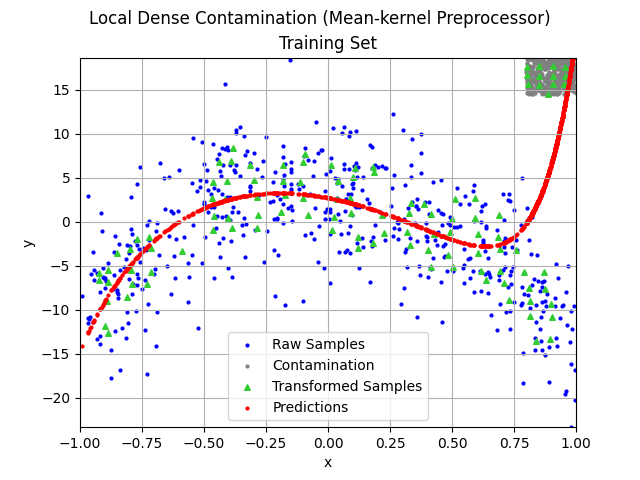 Local Dense Contamination (Mean-kernel Preprocessor)
Training Set
15
10
5
0
−5
−10
−15
−20
y
Raw Samples
Contamination
Transformed Samples
Predictions
−1.00 −0.75 −0.50 −0.25 0.00 0.25 0.50 0.75 1.00
x